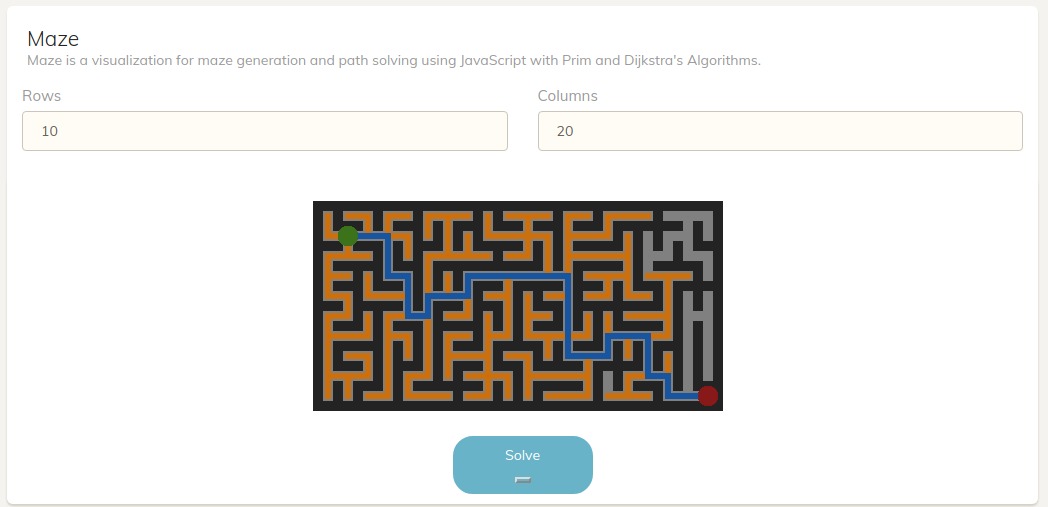 Maze
Maze is a visualization for maze generation and path solving using JavaScript with Prim and Dijkstra's Algorithms.
Rows
Columns
10
20
Solve